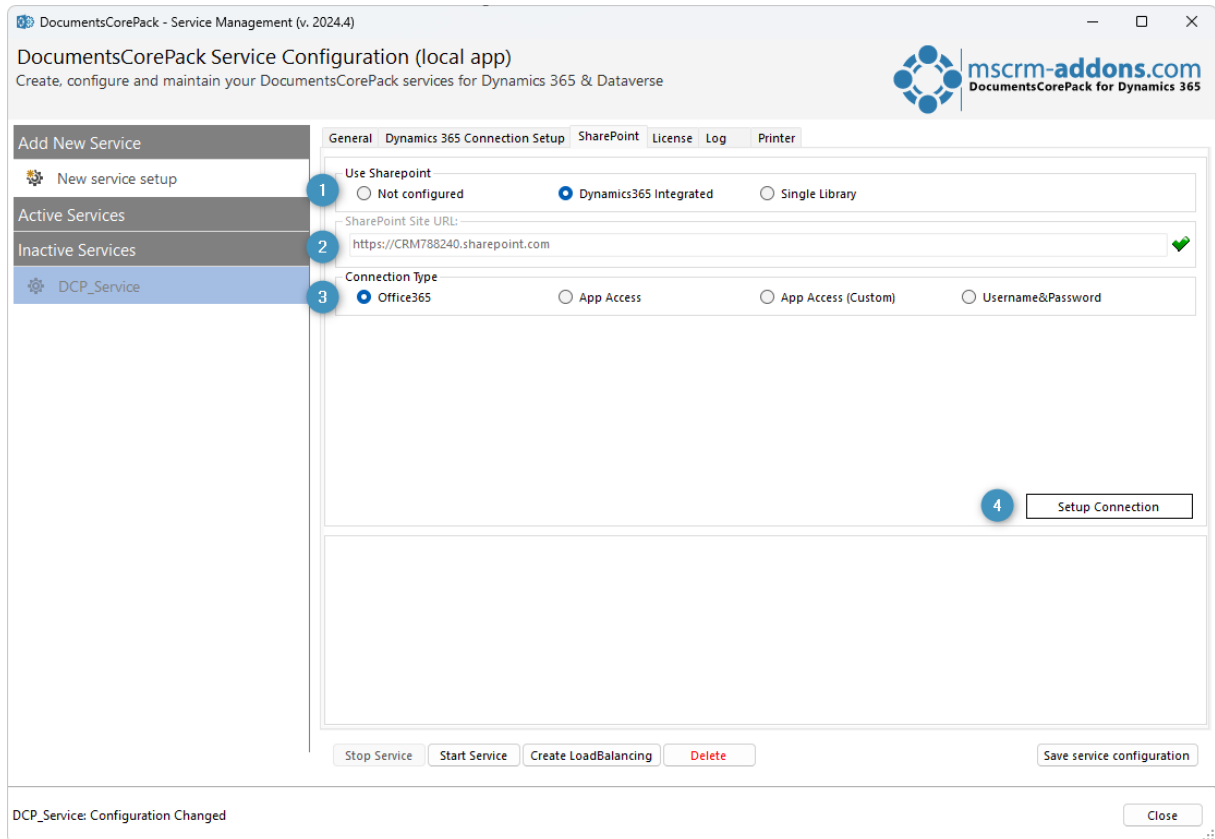 DocumentsCorePack - Service Management (v. 2024.4)
DocumentsCorePack Service Configuration (local app)
Create, configure and maintain your DocumentsCorePack services for Dynamics 365 & Dataverse
mscrm-addons.com
DocumentsCorePack for Dynamics 365
Add New Service
New service setup
Active Services
Inactive Services
DCP_Service
General Dynamics 365 Connection Setup SharePoint License Log Printer
Use Sharepoint
1 Not configured Dynamics365 Integrated Single Library
SharePoint Site URL:
2 https://CRM788240.sharepoint.com
Connection Type
3 Office365 App Access App Access (Custom) Username&Password
4 Setup Connection
Stop Service Start Service Create LoadBalancing Delete Save service configuration
DCP_Service: Configuration Changed Close